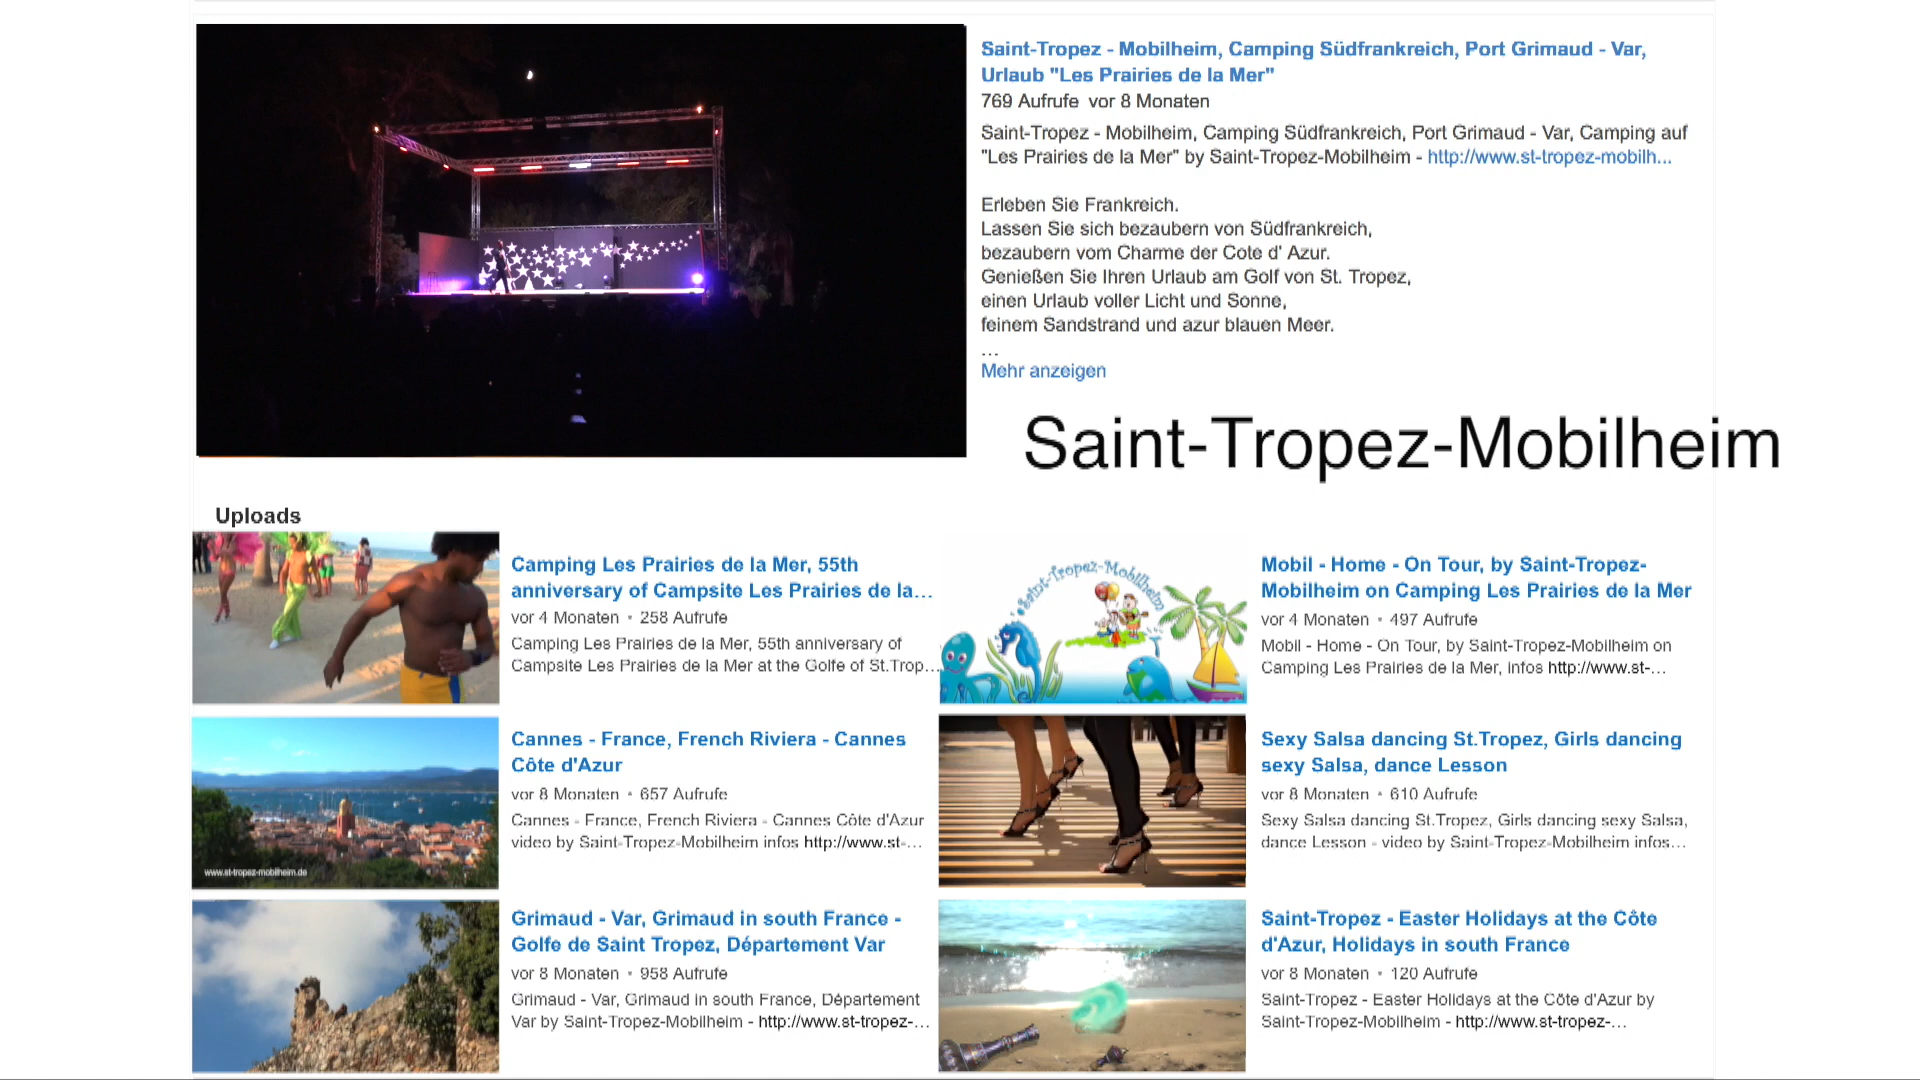 Saint-Tropez - Mobilheim, Camping Südfrankreich, Port Grimaud - Var,
Urlaub "Les Prairies de la Mer"
769 Aufrufe vor 8 Monaten
Saint-Tropez - Mobilheim, Camping Südfrankreich, Port Grimaud - Var, Camping auf
"Les Prairies de la Mer" by Saint-Tropez-Mobilheim - http://www.st-tropez-mobilh...
Erleben Sie Frankreich.
Lassen Sie sich bezaubern von Südfrankreich,
bezaubern vom Charme der Cote d' Azur.
Genießen Sie Ihren Urlaub am Golf von St. Tropez,
einen Urlaub voller Licht und Sonne,
feinem Sandstrand und azur blauen Meer.
...
Mehr anzeigen
Saint-Tropez-Mobilheim
Uploads
Camping Les Prairies de la Mer, 55th
anniversary of Campsite Les Prairies de la...
vor 4 Monaten • 258 Aufrufe
Camping Les Prairies de la Mer, 55th anniversary of
Campsite Les Prairies de la Mer at the Golfe of St.Trop...
Saint-Tropez-Mobilheim
Mobil - Home - On Tour, by Saint-Tropez-
Mobilheim on Camping Les Prairies de la Mer
vor 4 Monaten • 497 Aufrufe
Mobil - Home - On Tour, by Saint-Tropez-Mobilheim on
Camping Les Prairies de la Mer, infos http://www.st-...
www.st-tropez-mobilheim.de
Cannes - France, French Riviera - Cannes
Côte d'Azur
vor 8 Monaten • 657 Aufrufe
Cannes - France, French Riviera - Cannes Côte d'Azur
video by Saint-Tropez-Mobilheim infos http://www.st-...
Sexy Salsa dancing St.Tropez, Girls dancing
sexy Salsa, dance Lesson
vor 8 Monaten • 610 Aufrufe
Sexy Salsa dancing St.Tropez, Girls dancing sexy Salsa,
dance Lesson - video by Saint-Tropez-Mobilheim infos...
Grimaud - Var, Grimaud in south France -
Golfe de Saint Tropez, Département Var
vor 8 Monaten • 958 Aufrufe
Grimaud - Var, Grimaud in south France, Département
Var by Saint-Tropez-Mobilheim - http://www.st-tropez-...
Saint-Tropez - Easter Holidays at the Côte
d'Azur, Holidays in south France
vor 8 Monaten • 120 Aufrufe
Saint-Tropez - Easter Holidays at the Côte d'Azur by
Saint-Tropez-Mobilheim - http://www.st-tropez-...